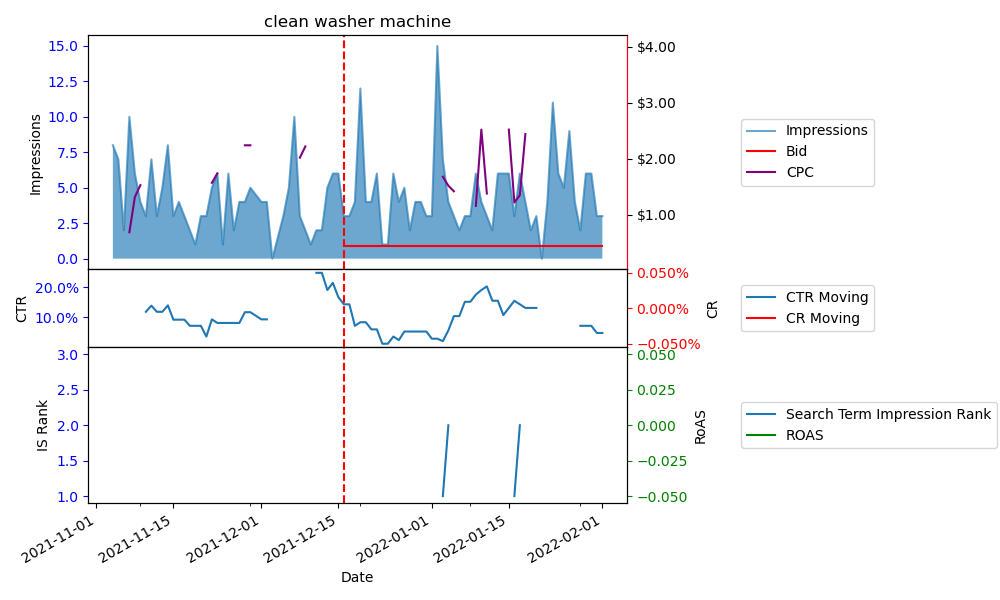 clean washer machine
15.0
12.5
10.0
7.5
5.0
2.5
0.0
Impressions
$4.00
$3.00
$2.00
$1.00
Impressions
Bid
CPC
20.0%
10.0%
CTR
0.050%
0.000%
−0.050%
CR
CTR Moving
CR Moving
3.0
2.5
2.0
1.5
1.0
IS Rank
0.050
0.025
0.000
−0.025
−0.050
RoAS
Search Term Impression Rank
ROAS
2021-11-01
2021-11-15
2021-12-01
2021-12-15
2022-01-01
2022-01-15
2022-02-01
Date